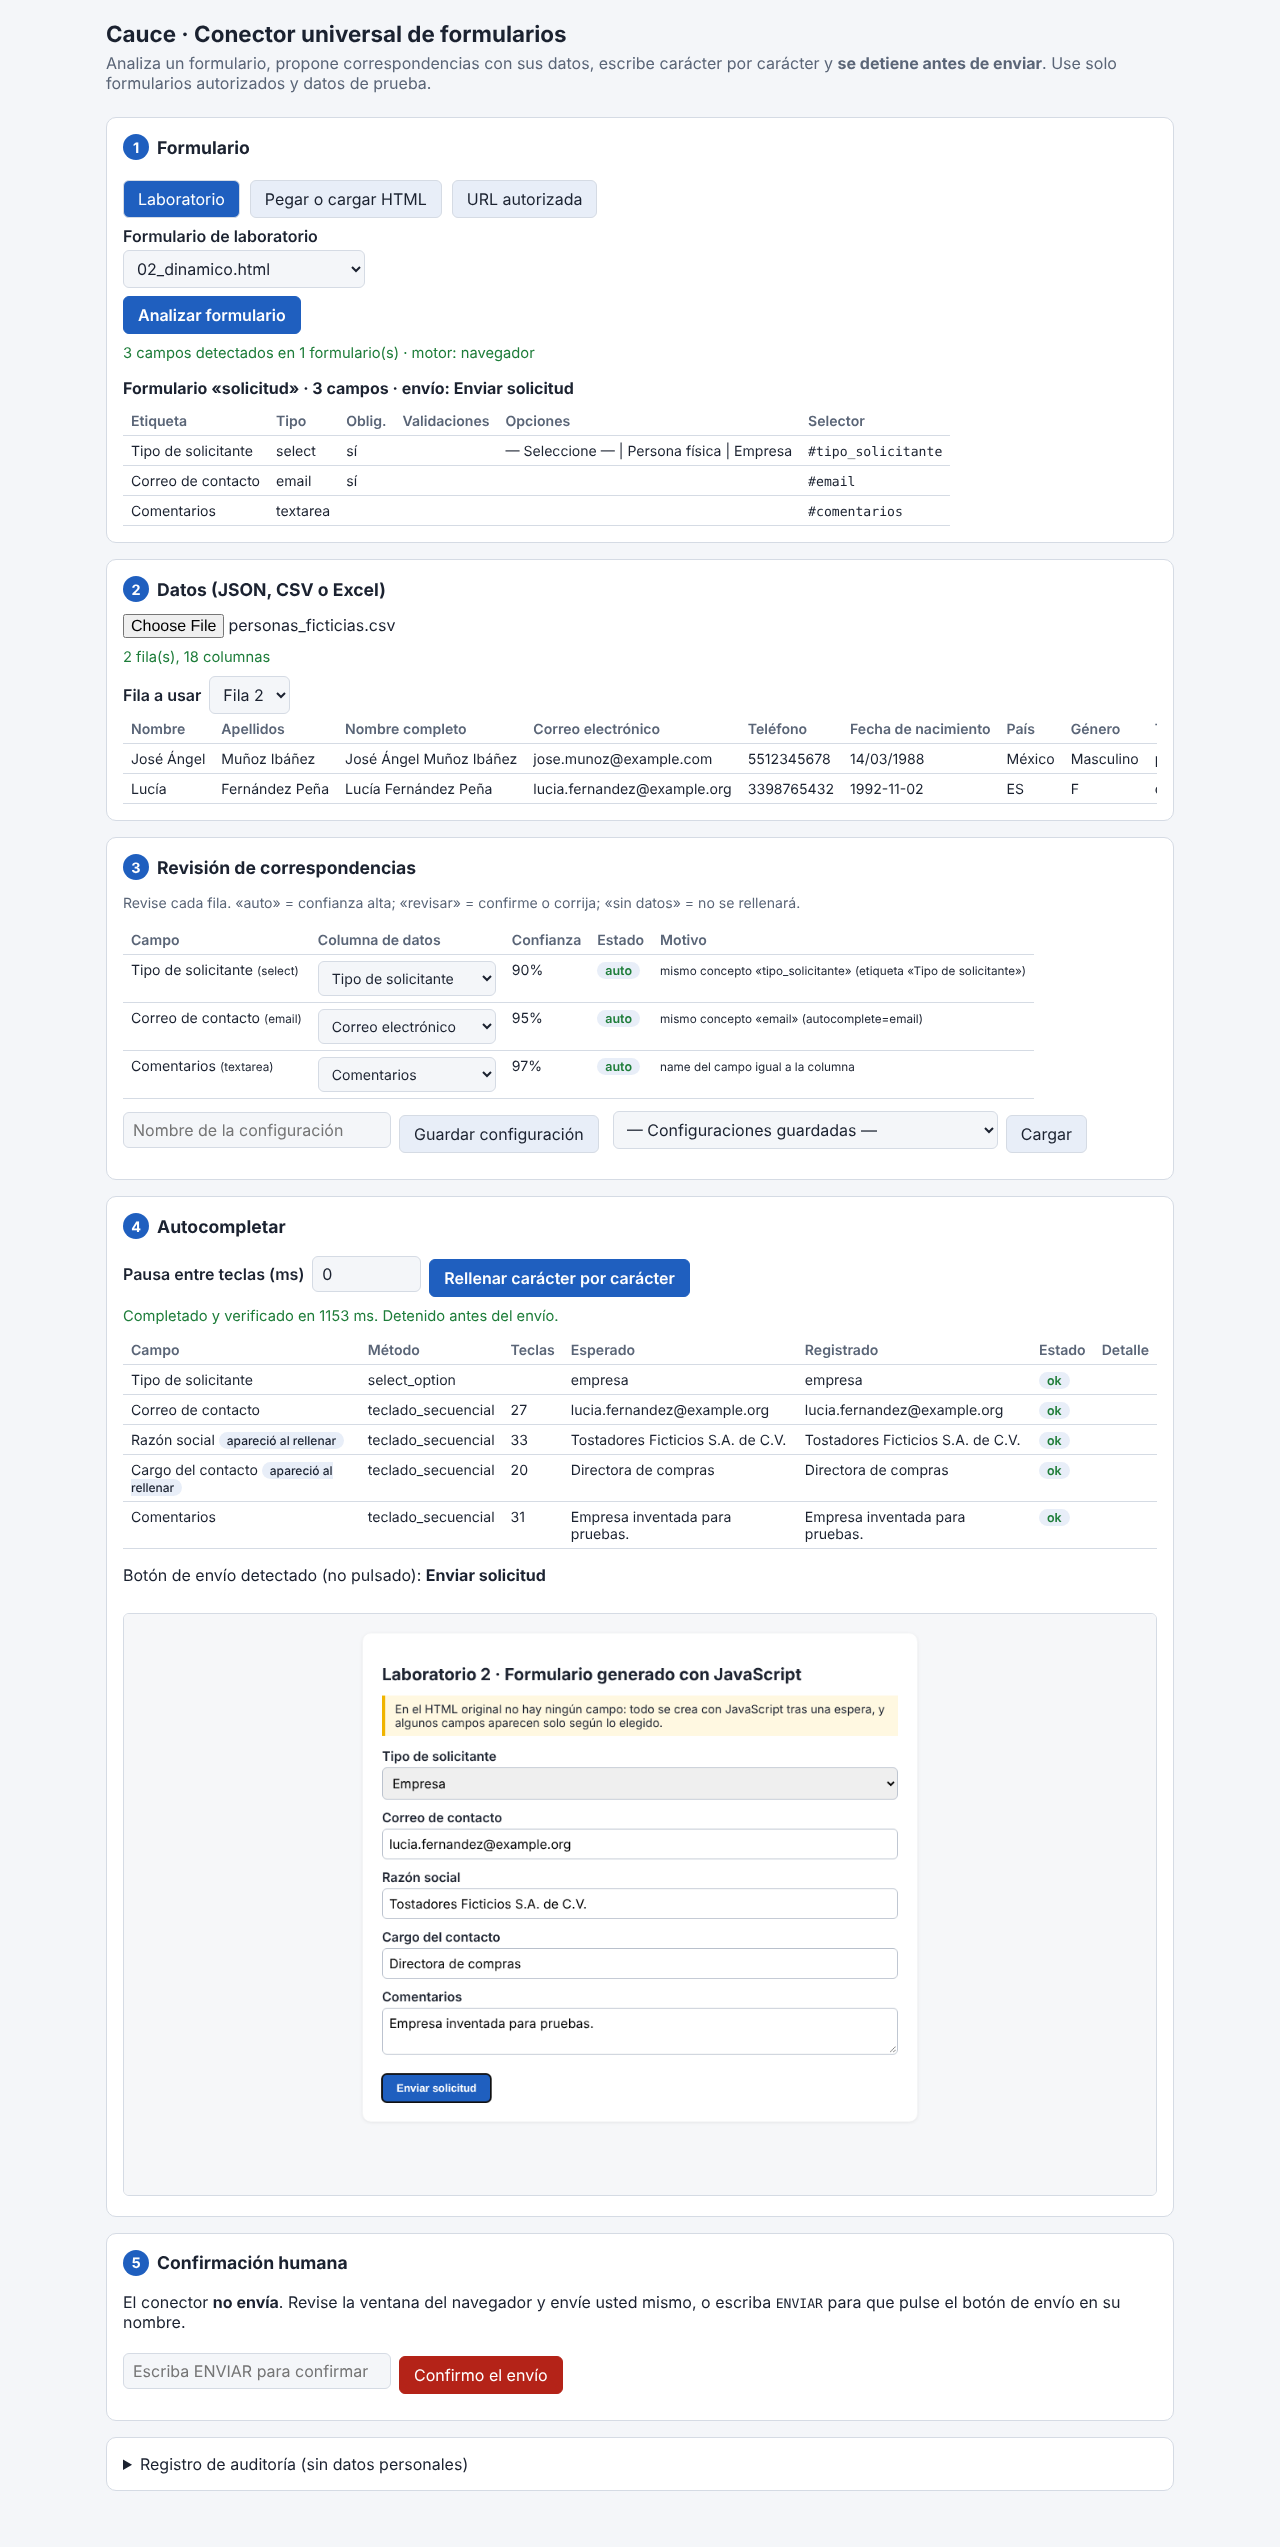 Cauce · Conector universal de formularios
Analiza un formulario, propone correspondencias con sus datos, escribe carácter por carácter y se detiene antes de enviar. Use solo
formularios autorizados y datos de prueba.
1 Formulario
Laboratorio Pegar o cargar HTML URL autorizada
Formulario de laboratorio
02_dinamico.html
Analizar formulario
3 campos detectados en 1 formulario(s) · motor: navegador
Formulario «solicitud» · 3 campos · envío: Enviar solicitud
Etiqueta Tipo Oblig. Validaciones Opciones Selector
Tipo de solicitante select sí — Seleccione — | Persona física | Empresa #tipo_solicitante
Correo de contacto email sí #email
Comentarios textarea #comentarios
2 Datos (JSON, CSV o Excel)
Choose File personas_ficticias.csv
2 fila(s), 18 columnas
Fila a usar Fila 2
Nombre Apellidos Nombre completo Correo electrónico Teléfono Fecha de nacimiento País Género
José Ángel Muñoz Ibáñez José Ángel Muñoz Ibáñez jose.munoz@example.com 5512345678 14/03/1988 México Masculino
Lucía Fernández Peña Lucía Fernández Peña lucia.fernandez@example.org 3398765432 1992-11-02 ES F
3 Revisión de correspondencias
Revise cada fila. «auto» = confianza alta; «revisar» = confirme o corrija; «sin datos» = no se rellenará.
Campo Columna de datos Confianza Estado Motivo
Tipo de solicitante (select) Tipo de solicitante 90% auto mismo concepto «tipo_solicitante» (etiqueta «Tipo de solicitante»)
Correo de contacto (email) Correo electrónico 95% auto mismo concepto «email» (autocomplete=email)
Comentarios (textarea) Comentarios 97% auto name del campo igual a la columna
Nombre de la configuración Guardar configuración — Configuraciones guardadas — Cargar
4 Autocompletar
Pausa entre teclas (ms) 0 Rellenar carácter por carácter
Completado y verificado en 1153 ms. Detenido antes del envío.
Campo Método Teclas Esperado Registrado Estado Detalle
Tipo de solicitante select_option empresa empresa ok
Correo de contacto teclado_secuencial 27 lucia.fernandez@example.org lucia.fernandez@example.org ok
Razón social apareció al rellenar teclado_secuencial 33 Tostadores Ficticios S.A. de C.V. Tostadores Ficticios S.A. de C.V. ok
Cargo del contacto apareció al teclado_secuencial 20 Directora de compras Directora de compras ok
rellenar
Comentarios teclado_secuencial 31 Empresa inventada para Empresa inventada para ok
pruebas. pruebas.
Botón de envío detectado (no pulsado): Enviar solicitud
Laboratorio 2 · Formulario generado con JavaScript
En el HTML original no hay ningún campo: todo se crea con JavaScript tras una espera, y
algunos campos aparecen solo según lo elegido.
Tipo de solicitante
Empresa
Correo de contacto
lucia.fernandez@example.org
Razón social
Tostadores Ficticios S.A. de C.V.
Cargo del contacto
Directora de compras
Comentarios
Empresa inventada para pruebas.
Enviar solicitud
5 Confirmación humana
El conector no envía. Revise la ventana del navegador y envíe usted mismo, o escriba ENVIAR para que pulse el botón de envío en su
nombre.
Escriba ENVIAR para confirmar Confirmo el envío
Registro de auditoría (sin datos personales)